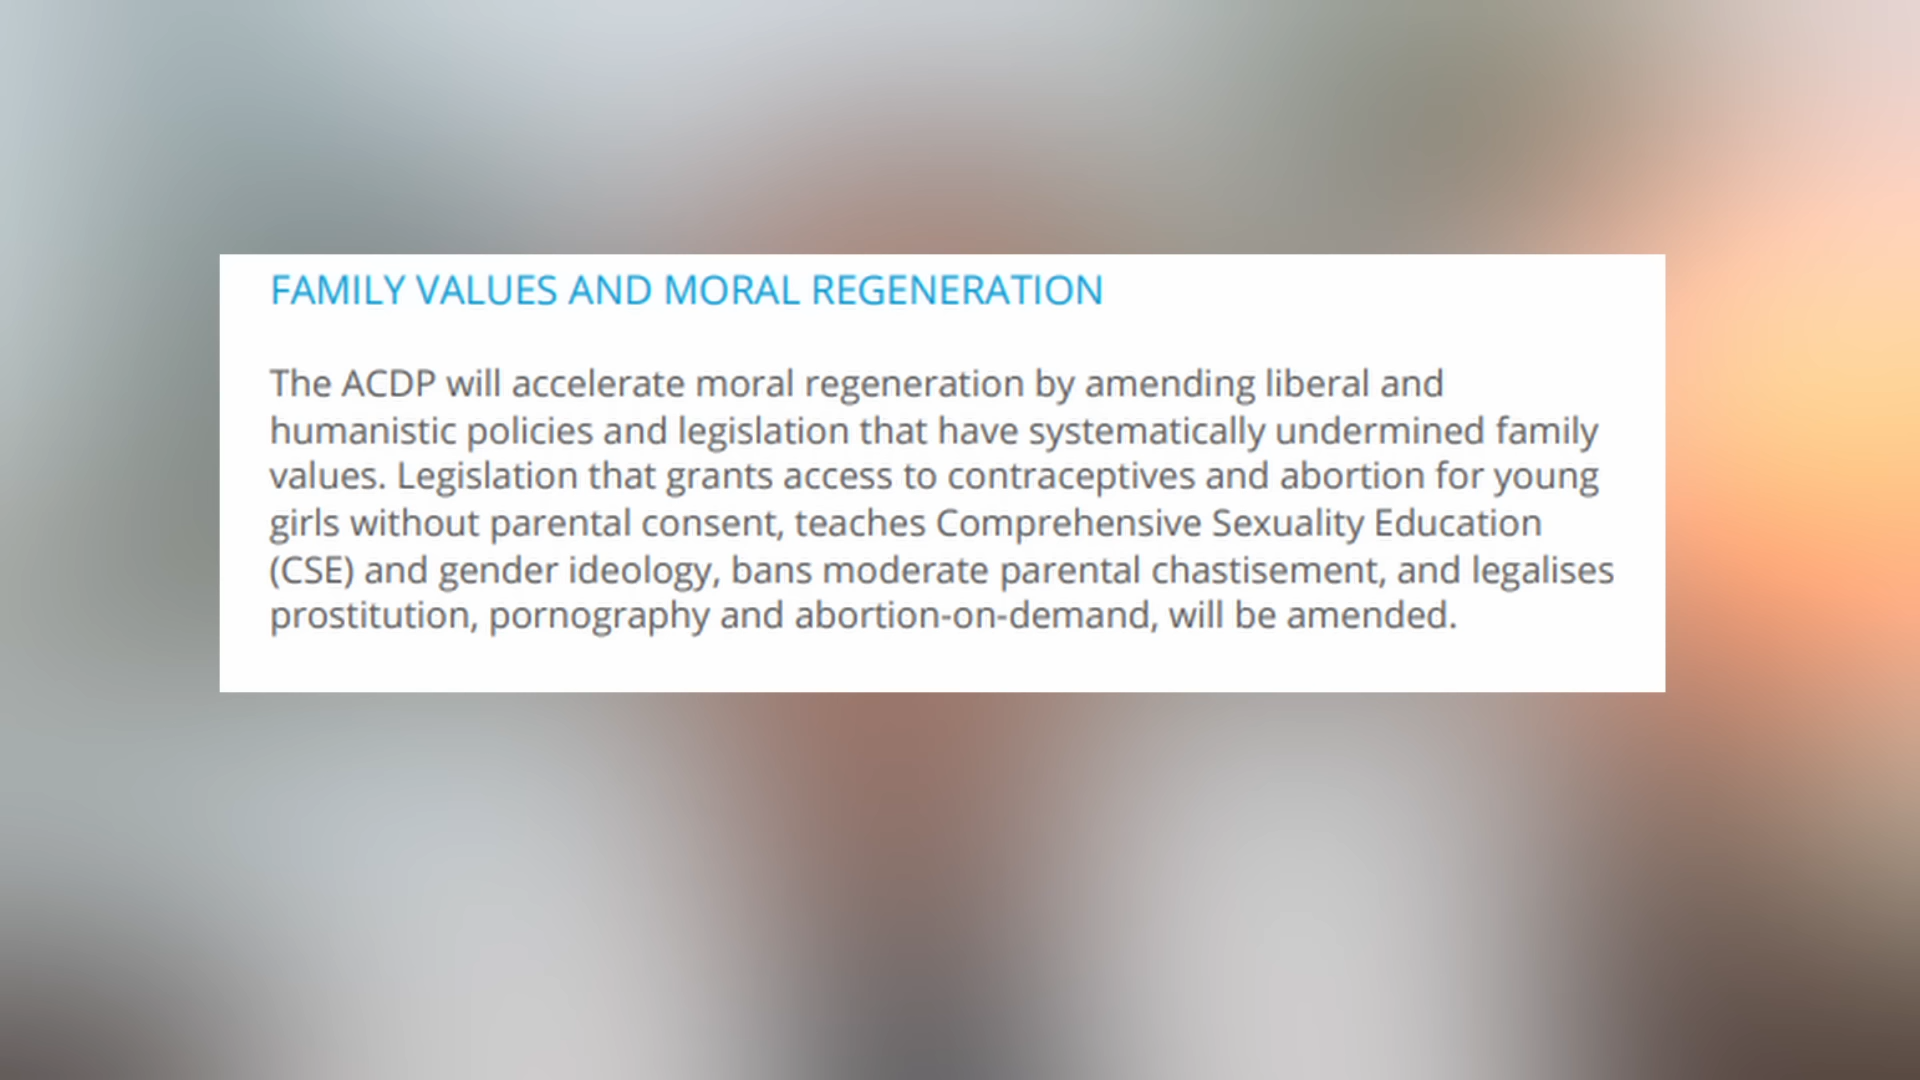 FAMILY VALUES AND MORAL REGENERATION
The ACDP will accelerate moral regeneration by amending liberal and
humanistic policies and legislation that have systematically undermined family
values. Legislation that grants access to contraceptives and abortion for young
girls without parental consent, teaches Comprehensive Sexuality Education
(CSE) and gender ideology, bans moderate parental chastisement, and legalises
prostitution, pornography and abortion-on-demand, will be amended.